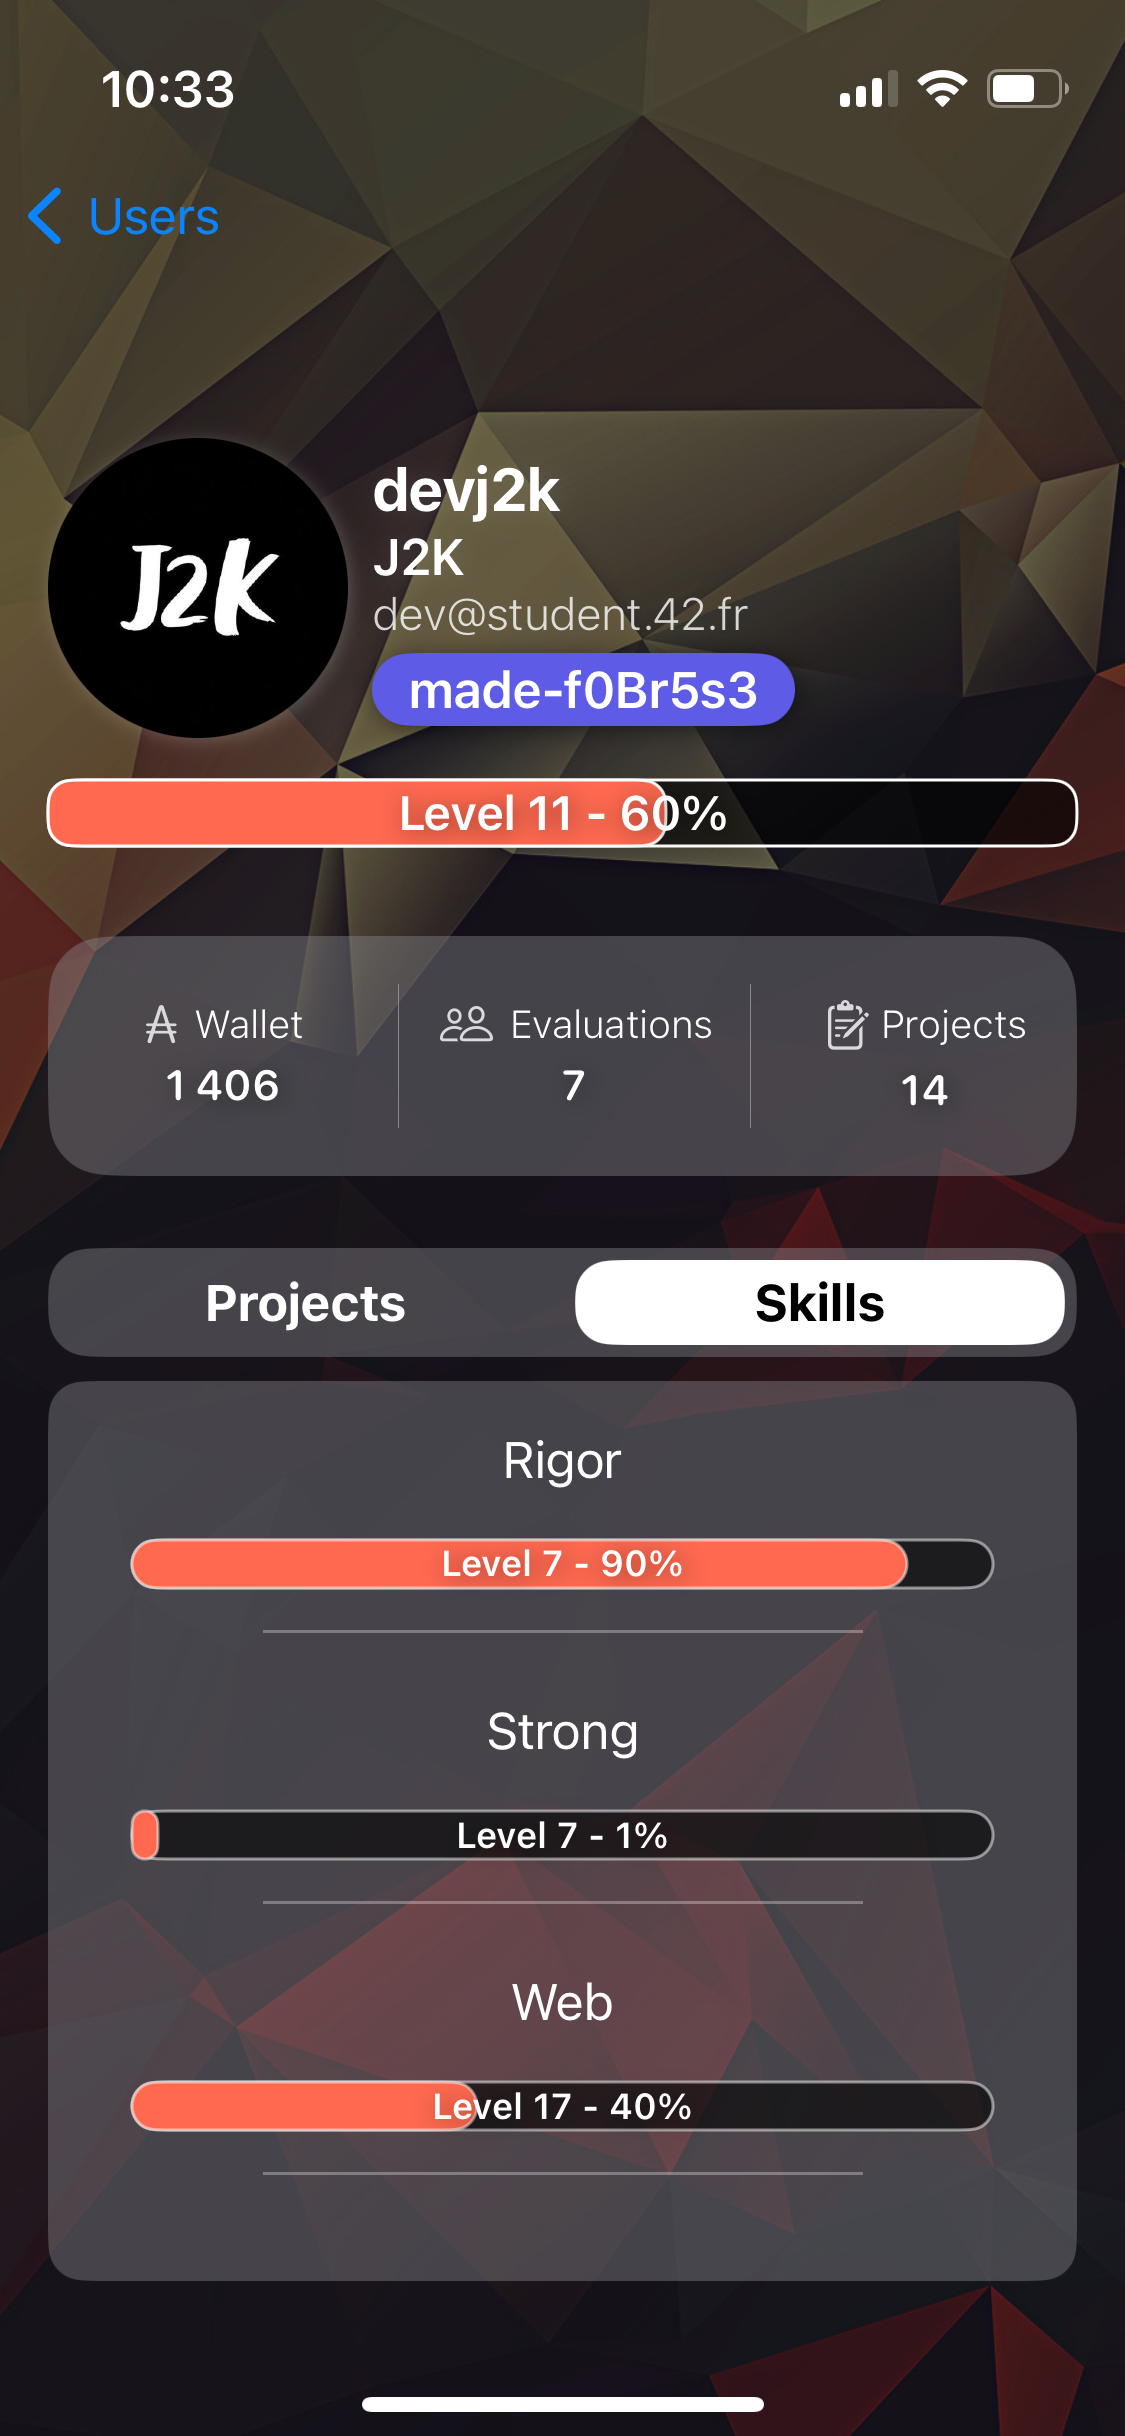 10:33
Users
J2K
devj2k
J2K
dev@student.42.fr
made-f0Br5s3
Level 11 - 60%
Wallet
1 406
Evaluations
7
Projects
14
Projects
Skills
Rigor
Level 7 - 90%
Strong
Level 7 - 1%
Web
Level 17 - 40%